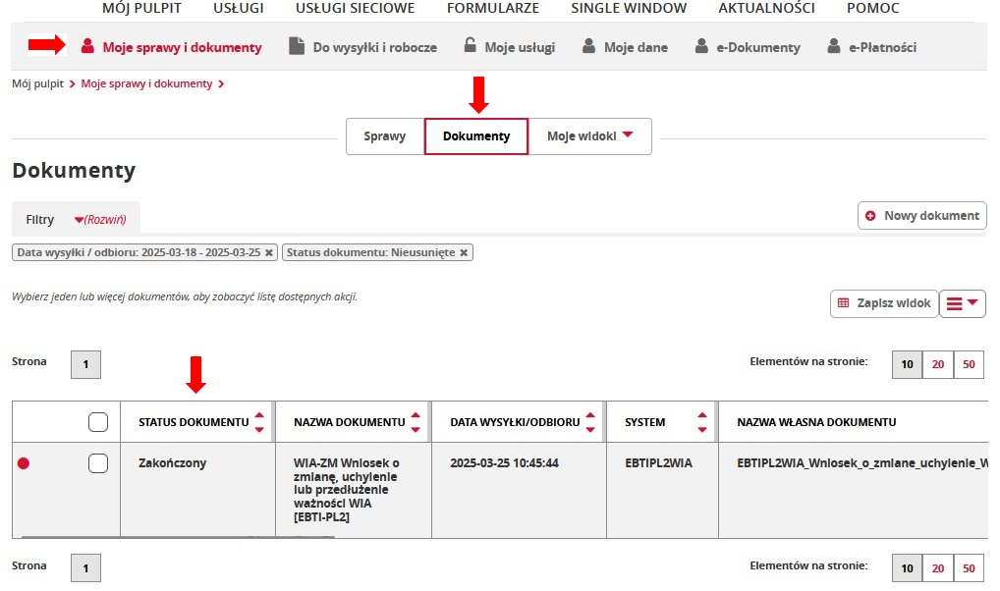 MÓJ PULPIT USŁUGI USŁUGI SIECIOWE FORMULARZE SINGLE WINDOW AKTUALNOŚCI POMOC
Moje sprawy i dokumenty Do wysyłki i robocze Moje usługi Moje dane e-Dokumenty e-Płatności
Mój pulpit Moje sprawy i dokumenty
Sprawy Dokumenty Moje widoki
Dokumenty
Filtry (Rozwiń) Nowy dokument
Data wysyłki / odbioru: 2025-03-18 - 2025-03-25 Status dokumentu: Nieusunięte
Wybierz jeden lub więcej dokumentów, aby zobaczyć listę dostępnych akcji.
Zapisz widok
Strona 1 Elementów na stronie: 10 20 50
STATUS DOKUMENTU NAZWA DOKUMENTU DATA WYSYŁKI/ODBIORU SYSTEM NAZWA WŁASNA DOKUMENTU
Zakończony WIA-ZM Wniosek o 2025-03-25 10:45:44 EBTIPL2WIA EBTIPL2WIA_Wniosek_o_zmiane_uchylenie_W
zmianę, uchylenie
lub przedłużenie
ważności WIA
[EBTI-PL2]
Strona 1 Elementów na stronie: 10 20 50